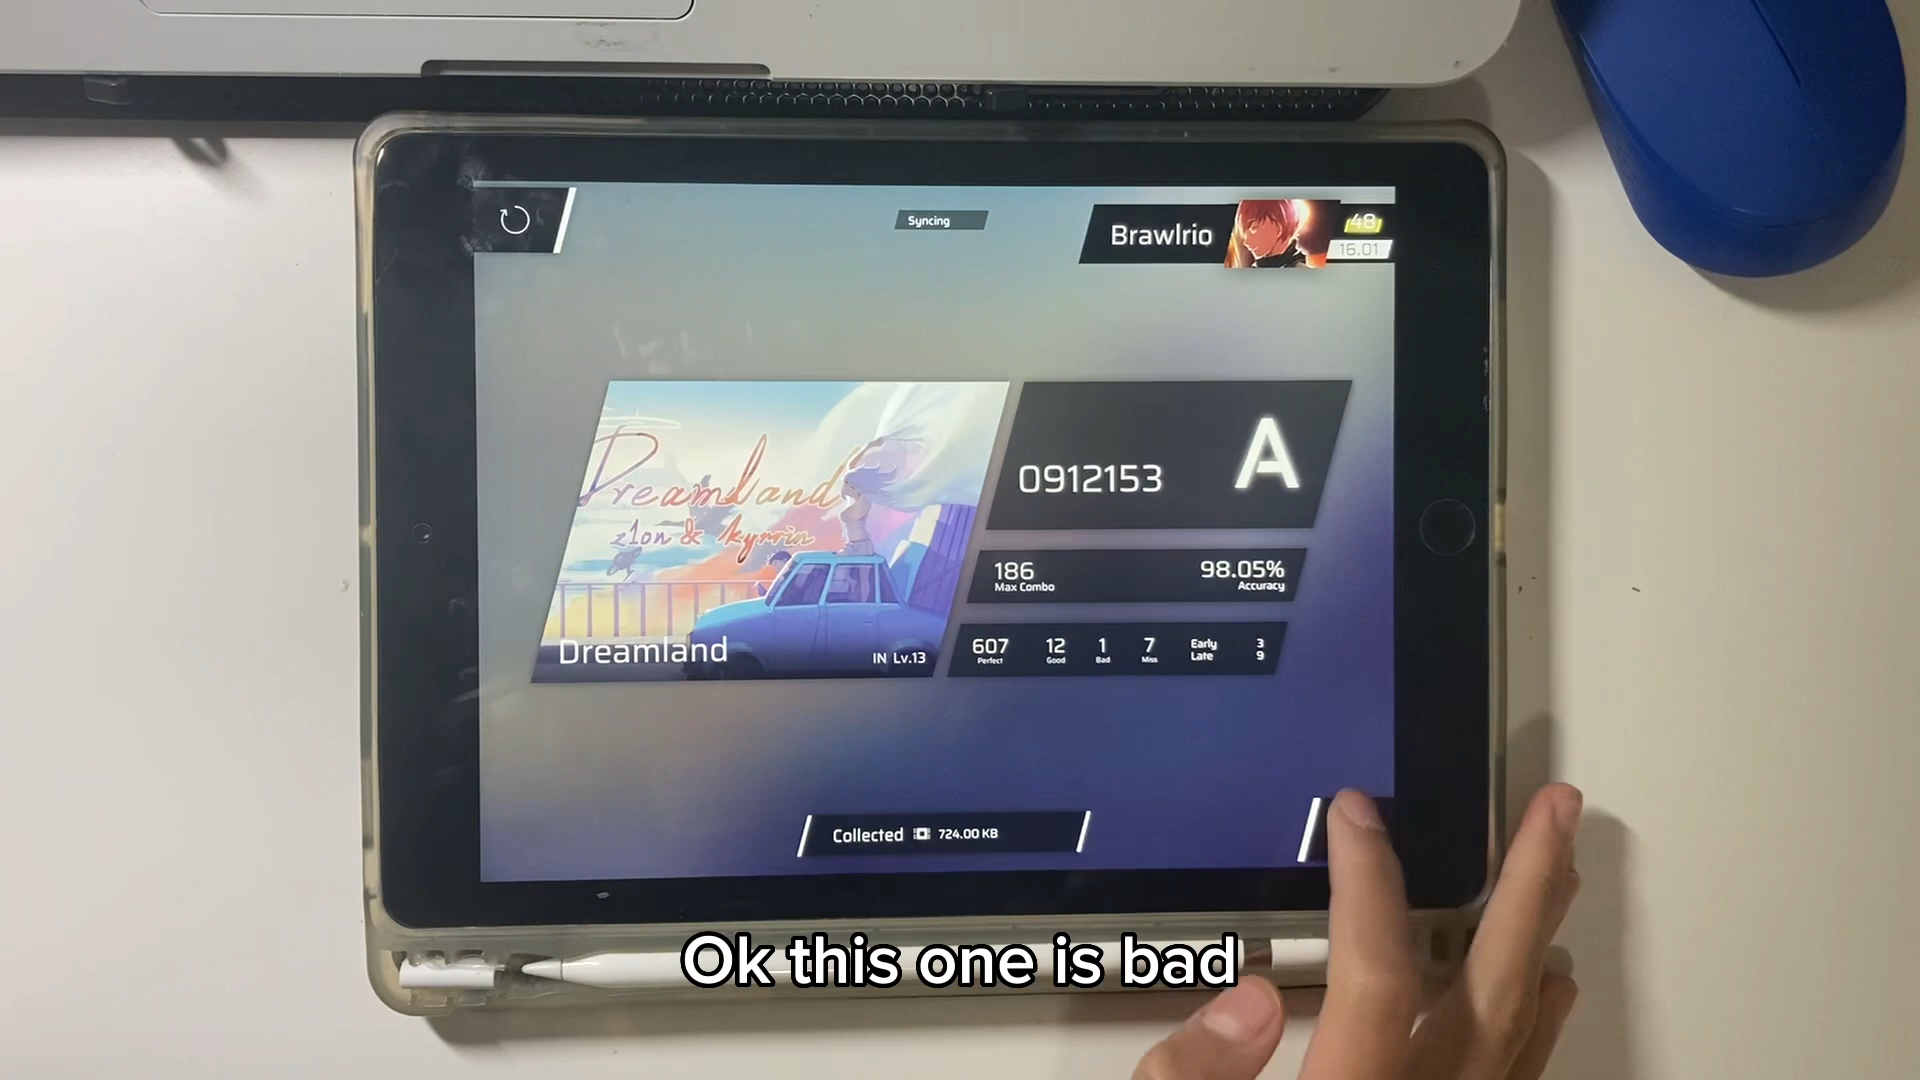 Syncing
Brawlrio
48
16.01
Dreamland
z1on & kyrrin
Dreamland
IN Lv.13
0912153
A
186
Max Combo
98.05%
Accuracy
607
Perfect
12
Good
1
Bad
7
Miss
Early 3
Late 9
Collected 724.00 KB
Ok this one is bad